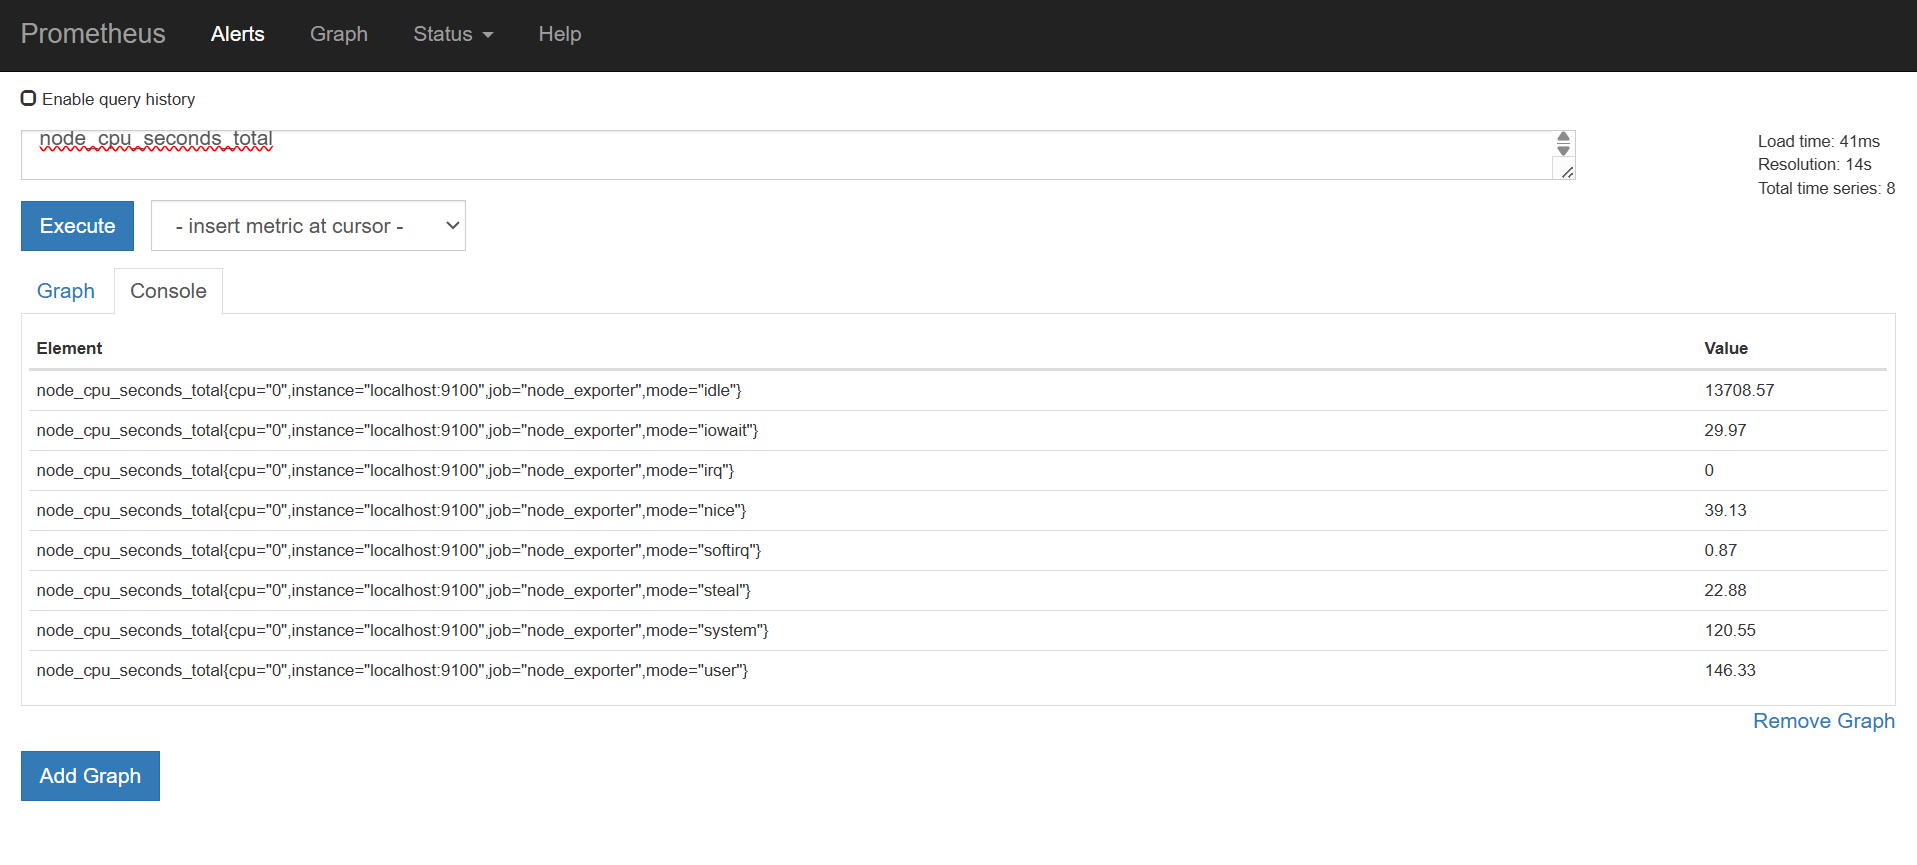 Prometheus Alerts Graph Status Help
Enable query history
node_cpu_seconds_total
Load time: 41ms
Resolution: 14s
Total time series: 8
Execute - insert metric at cursor -
Graph Console
Element Value
node_cpu_seconds_total{cpu="0",instance="localhost:9100",job="node_exporter",mode="idle"} 13708.57
node_cpu_seconds_total{cpu="0",instance="localhost:9100",job="node_exporter",mode="iowait"} 29.97
node_cpu_seconds_total{cpu="0",instance="localhost:9100",job="node_exporter",mode="irq"} 0
node_cpu_seconds_total{cpu="0",instance="localhost:9100",job="node_exporter",mode="nice"} 39.13
node_cpu_seconds_total{cpu="0",instance="localhost:9100",job="node_exporter",mode="softirq"} 0.87
node_cpu_seconds_total{cpu="0",instance="localhost:9100",job="node_exporter",mode="steal"} 22.88
node_cpu_seconds_total{cpu="0",instance="localhost:9100",job="node_exporter",mode="system"} 120.55
node_cpu_seconds_total{cpu="0",instance="localhost:9100",job="node_exporter",mode="user"} 146.33
Remove Graph
Add Graph